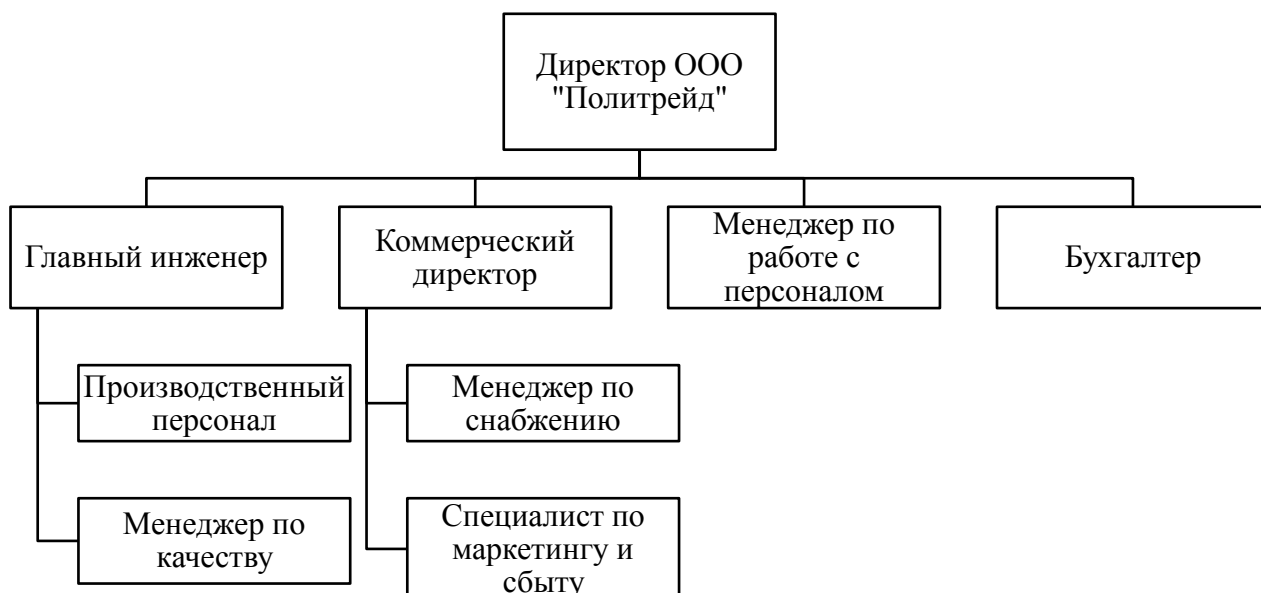 Директор ООО
"Политрейд"
Главный инженер
Коммерческий
директор
Менеджер по
работе с
персоналом
Бухгалтер
Производственный
персонал
Менеджер по
качеству
Менеджер по
снабжению
Специалист по
маркетингу и
сбыту